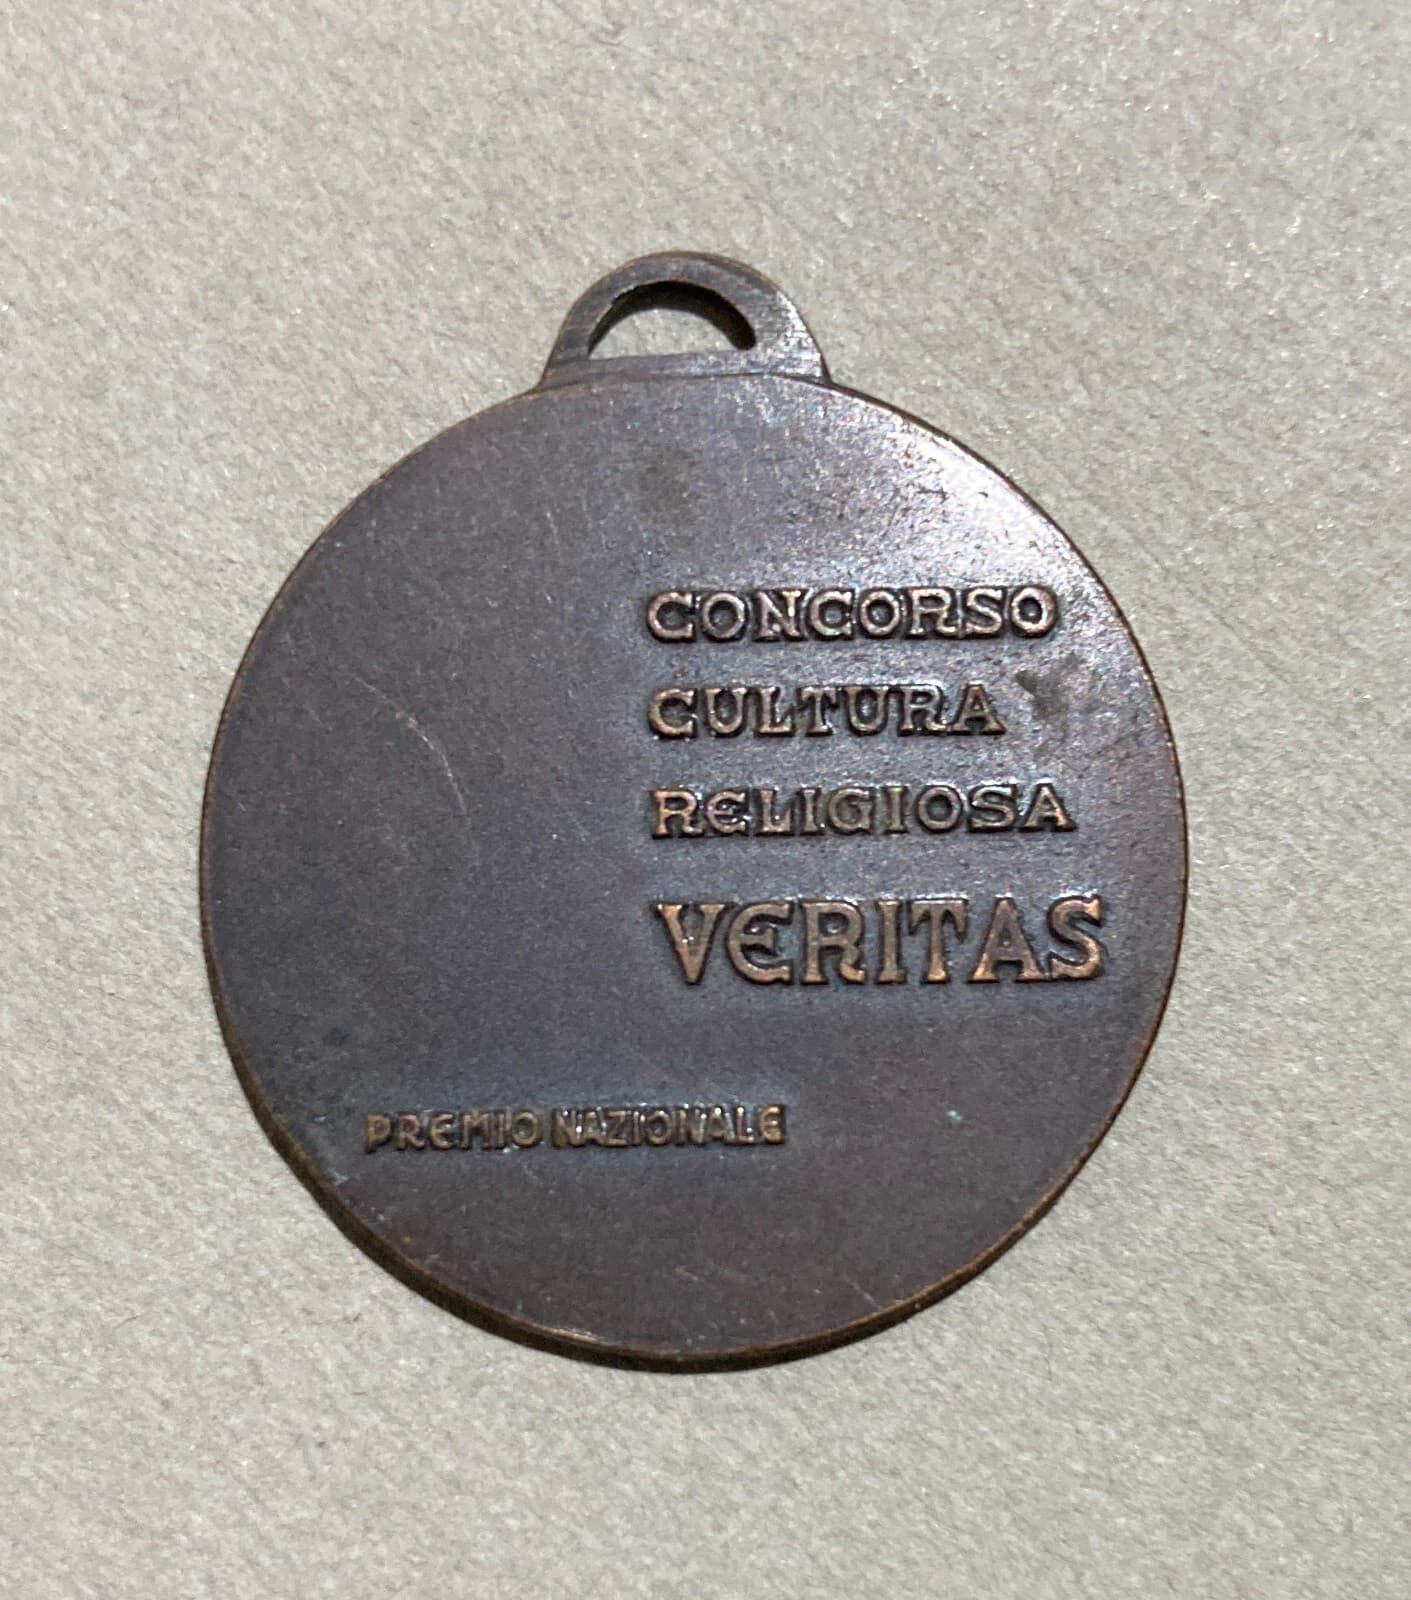 CONCORSO
CULTURA
RELIGIOSA
VERITAS
PREMIO NAZIONALE